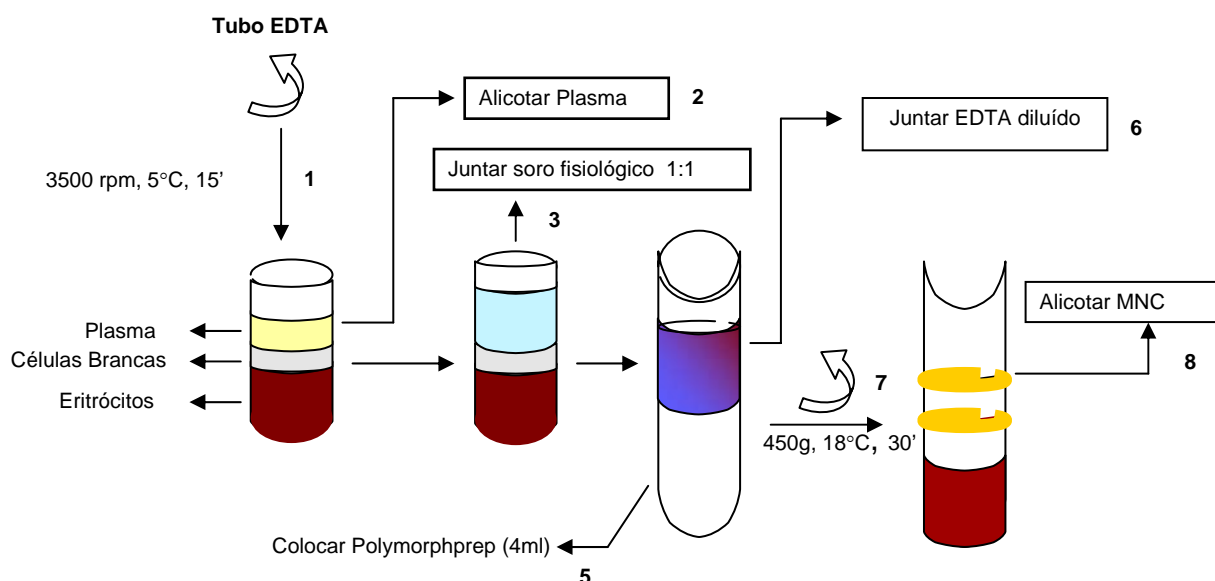 Tubo EDTA
3500 rpm, 5°C, 15’
1
Alicotar Plasma
2
Juntar soro fisiológico 1:1
3
Juntar EDTA diluído
6
Plasma
Células Brancas
Eritrócitos
7
450g, 18°C, 30’
Alicotar MNC
8
Colocar Polymorphprep (4ml)
5